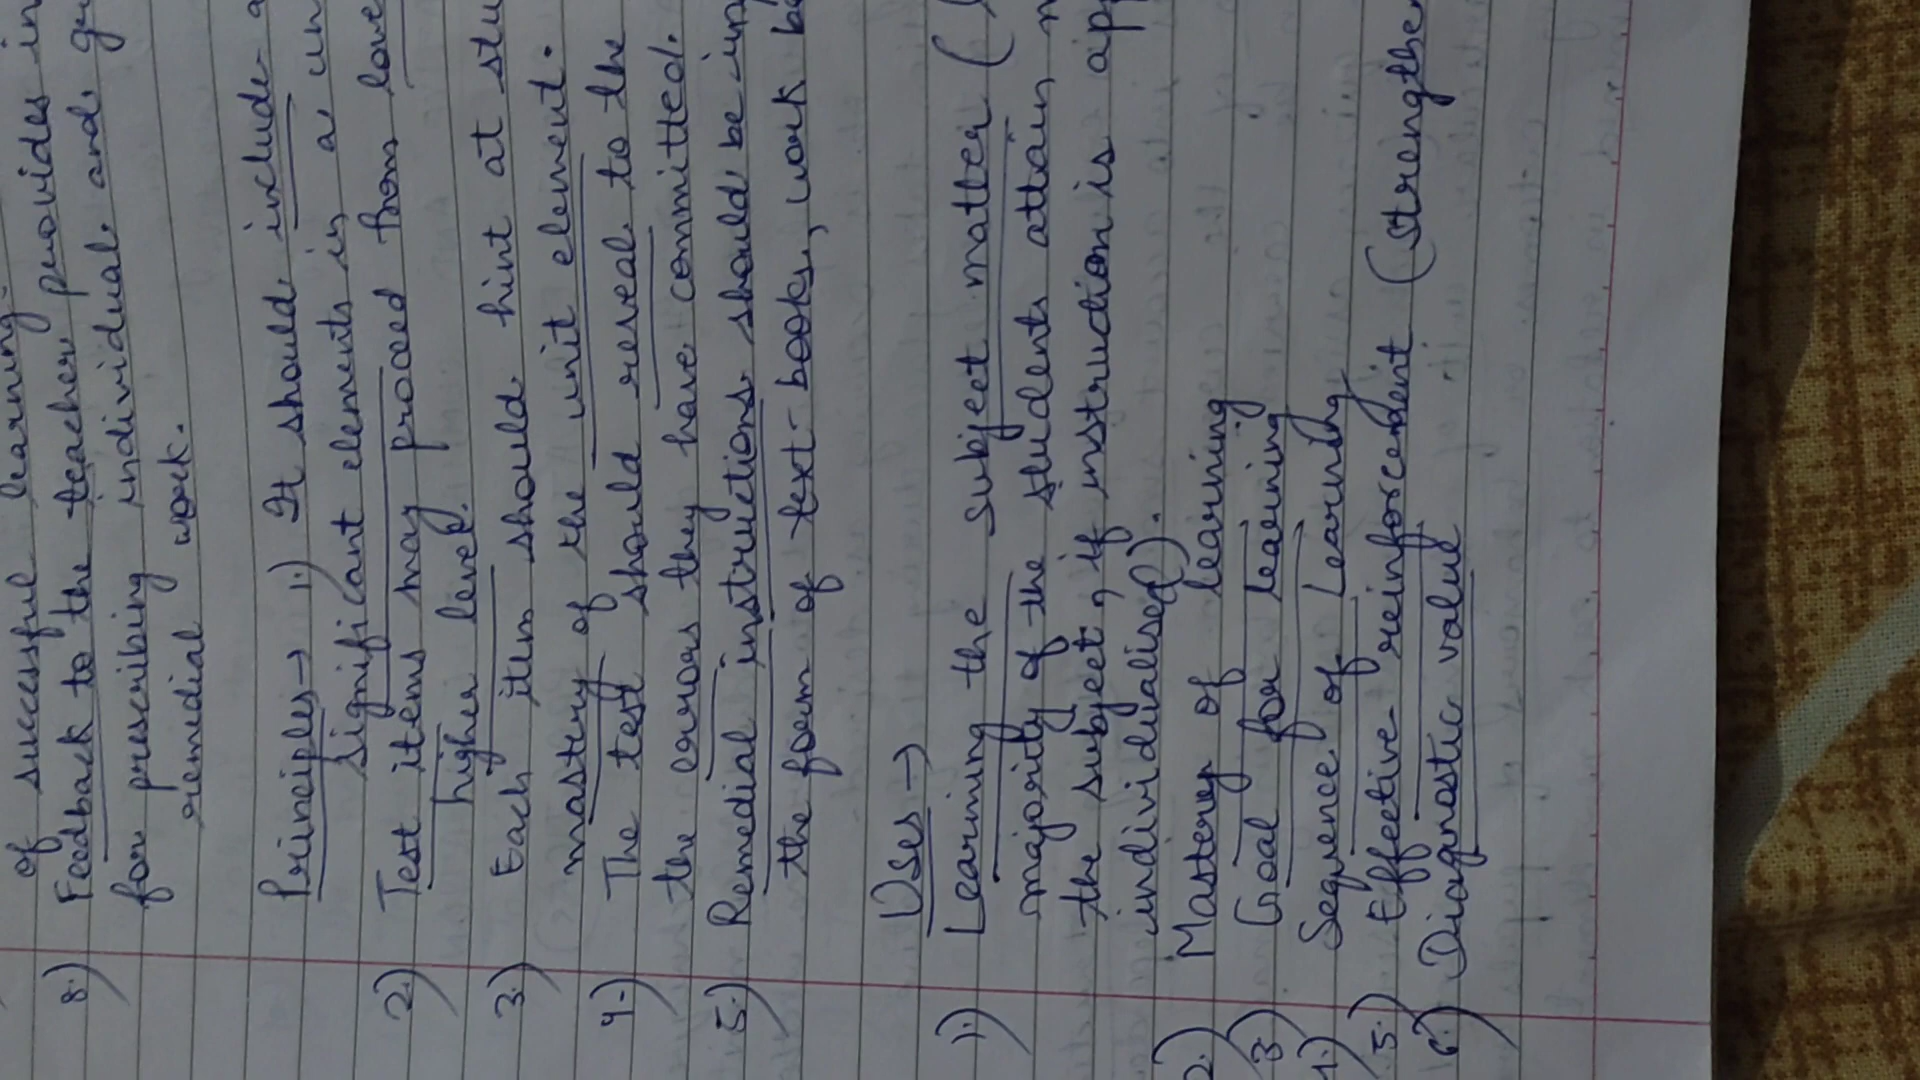 of successful learning
8.) Feedback to the teacher provides in
for prescribing individual and
remedial work.
Principles → 1.) It should include a
significant elements in a un
2.) Test items may proceed from lowe
higher level.
3.) Each item should hint at stu
mastery of the unit element.
4.) The test should reveal to the
the errors they have committed.
5.) Remedial instructions should be in
the form of text-books, work bo
Uses →
1.) Learning the subject matter (
majority of the students attain m
the subject, if instruction is app
individualised).
2.) Mastery of learning
3.) Goal for learning
4.) Sequence of Learning
5.) Effective reinforcement (strengthe
6.) Diagnostic value